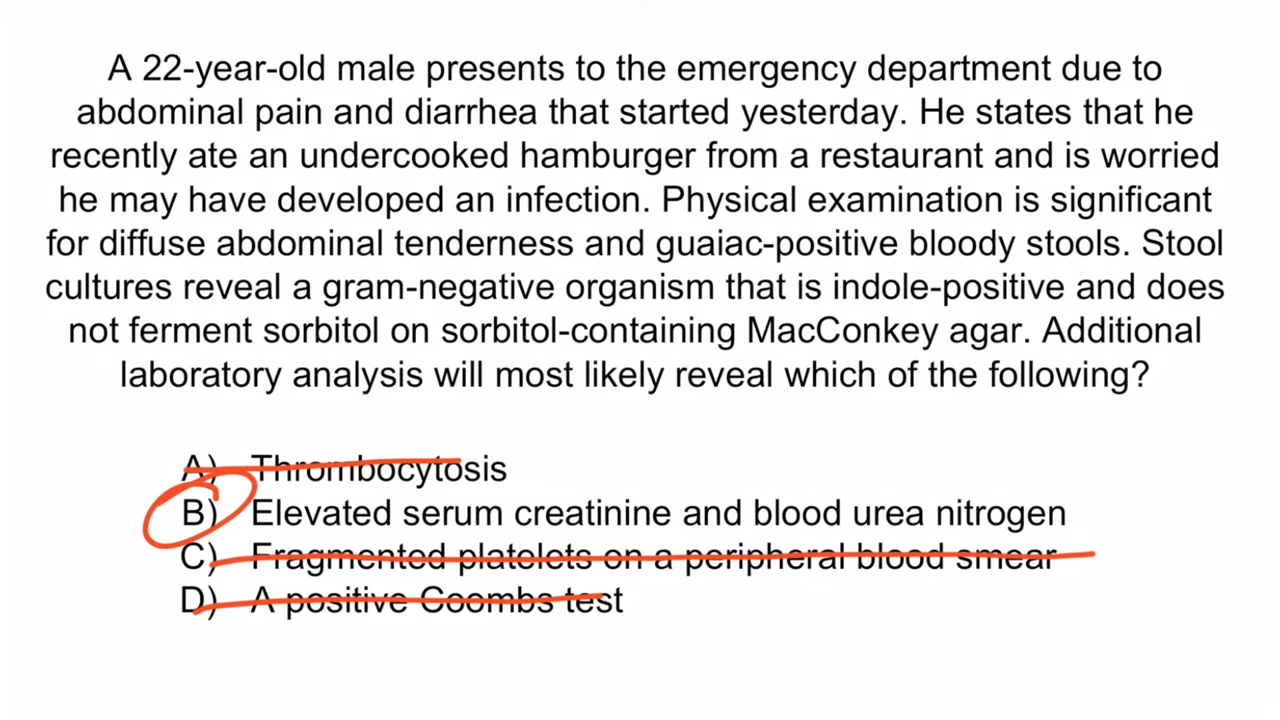 A 22-year-old male presents to the emergency department due to
abdominal pain and diarrhea that started yesterday. He states that he
recently ate an undercooked hamburger from a restaurant and is worried
he may have developed an infection. Physical examination is significant
for diffuse abdominal tenderness and guaiac-positive bloody stools. Stool
cultures reveal a gram-negative organism that is indole-positive and does
not ferment sorbitol on sorbitol-containing MacConkey agar. Additional
laboratory analysis will most likely reveal which of the following?
A) Thrombocytosis
B) Elevated serum creatinine and blood urea nitrogen
C) Fragmented platelets on a peripheral blood smear
D) A positive Coombs test